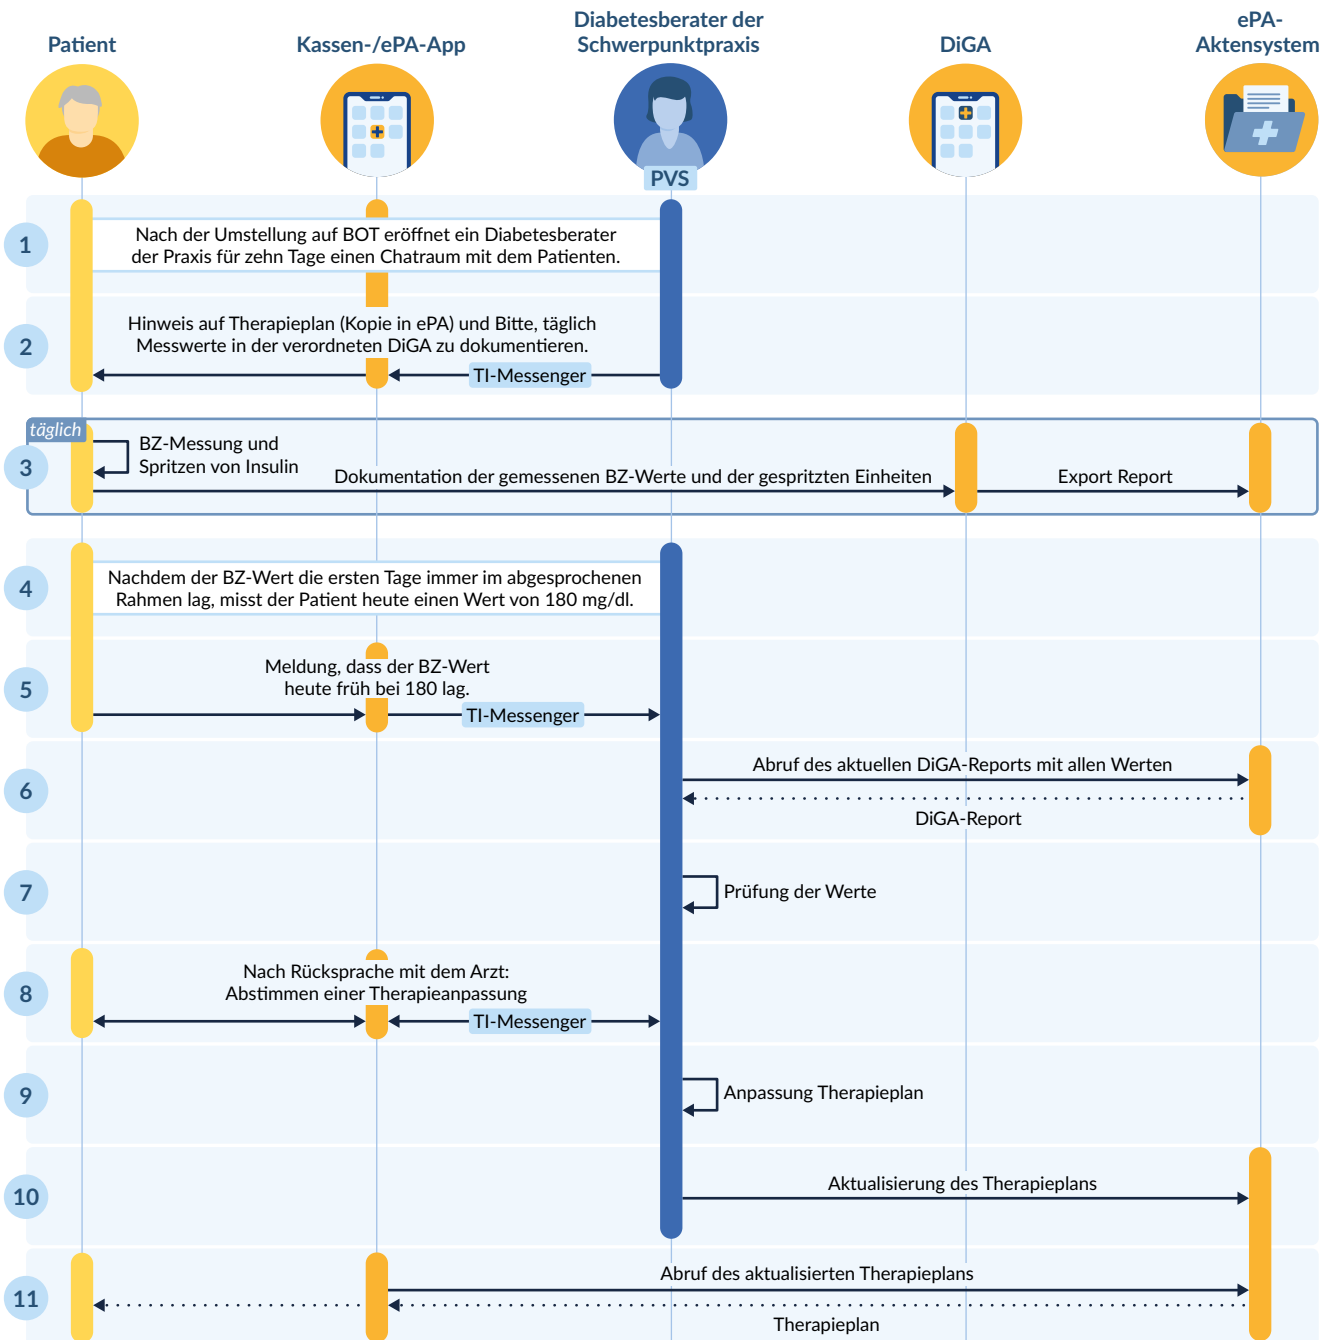 Patient
Kassen-/ePA-App
Diabetesberater der
Schwerpunktpraxis
DiGA
ePA-
Aktensystem
PVS
1
Nach der Umstellung auf BOT eröffnet ein Diabetesberater
der Praxis für zehn Tage einen Chatraum mit dem Patienten.
2
Hinweis auf Therapieplan (Kopie in ePA) und Bitte, täglich
Messwerte in der verordneten DiGA zu dokumentieren.
TI-Messenger
täglich
3
BZ-Messung und
Spritzen von Insulin
Dokumentation der gemessenen BZ-Werte und der gespritzten Einheiten
Export Report
4
Nachdem der BZ-Wert die ersten Tage immer im abgesprochenen
Rahmen lag, misst der Patient heute einen Wert von 180 mg/dl.
5
Meldung, dass der BZ-Wert
heute früh bei 180 lag.
TI-Messenger
6
Abruf des aktuellen DiGA-Reports mit allen Werten
DiGA-Report
7
Prüfung der Werte
8
Nach Rücksprache mit dem Arzt:
Abstimmen einer Therapieanpassung
TI-Messenger
9
Anpassung Therapieplan
10
Aktualisierung des Therapieplans
11
Abruf des aktualisierten Therapieplans
Therapieplan